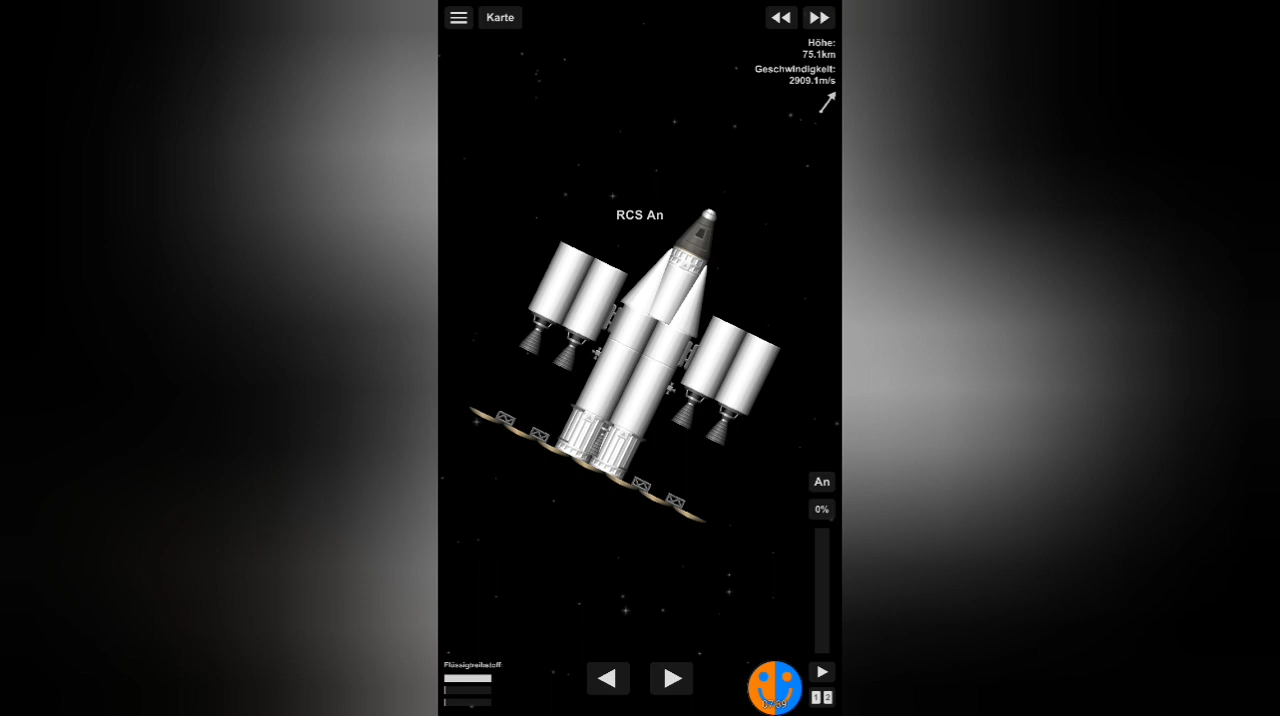 Karte
Höhe:
75.1km
Geschwindigkeit:
2909.1m/s
RCS An
An
0%
Flüssigtreibstoff
1 2